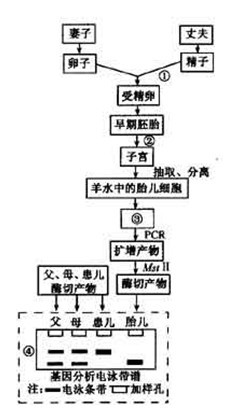 妻子 丈夫
卵子 精子
①
受精卵
早期胚胎
②
子宫
抽取、分离
羊水中的胎儿细胞
③
PCR
扩增产物
父、母、患儿 MstⅡ
酶切产物 酶切产物
父 母 患儿 胎儿
④
基因分析电泳带谱
注: 电泳条带 加样孔